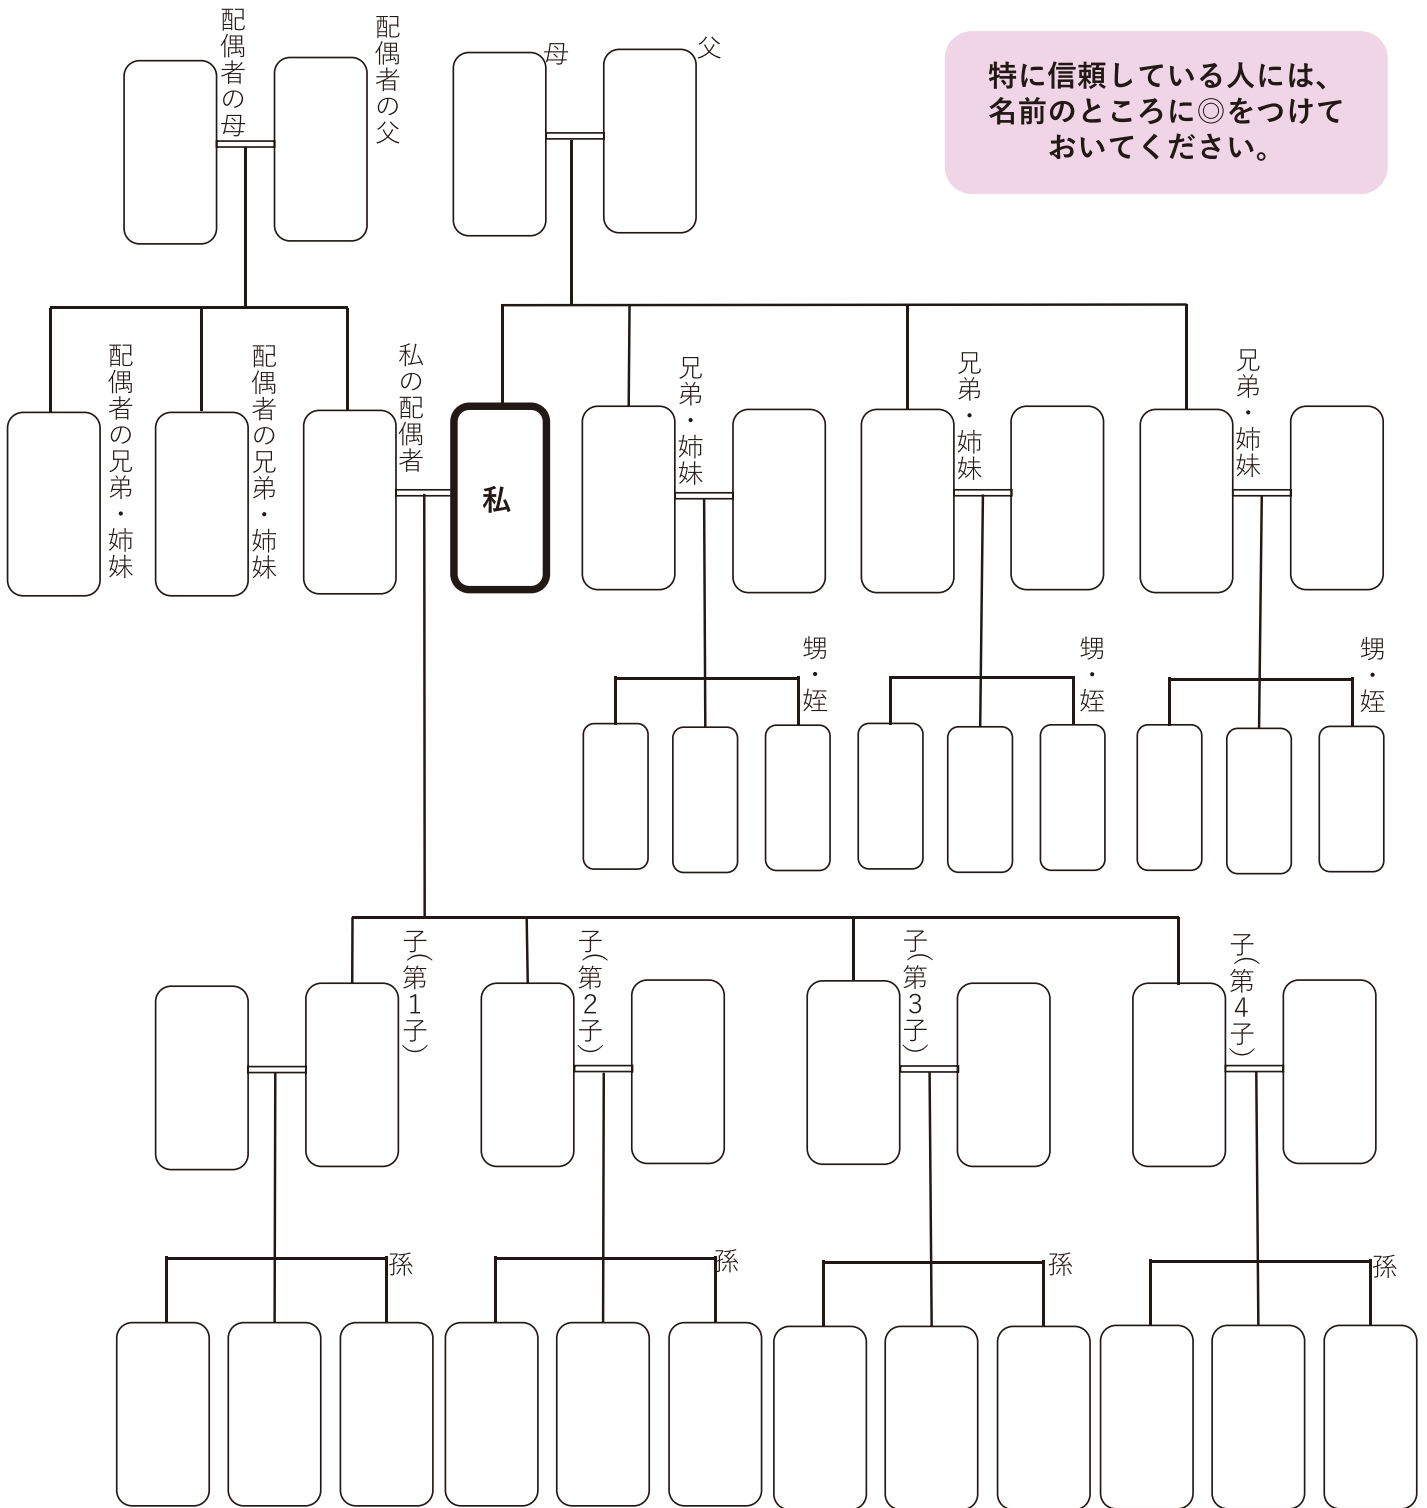 特に信頼している人には、
名前のところに◎をつけて
おいてください。
父
母
配偶者の父
配偶者の母
兄弟・姉妹
兄弟・姉妹
兄弟・姉妹
私
私の配偶者
配偶者の兄弟・姉妹
配偶者の兄弟・姉妹
甥・姪
甥・姪
甥・姪
子(第4子)
子(第3子)
子(第2子)
子(第1子)
孫
孫
孫
孫